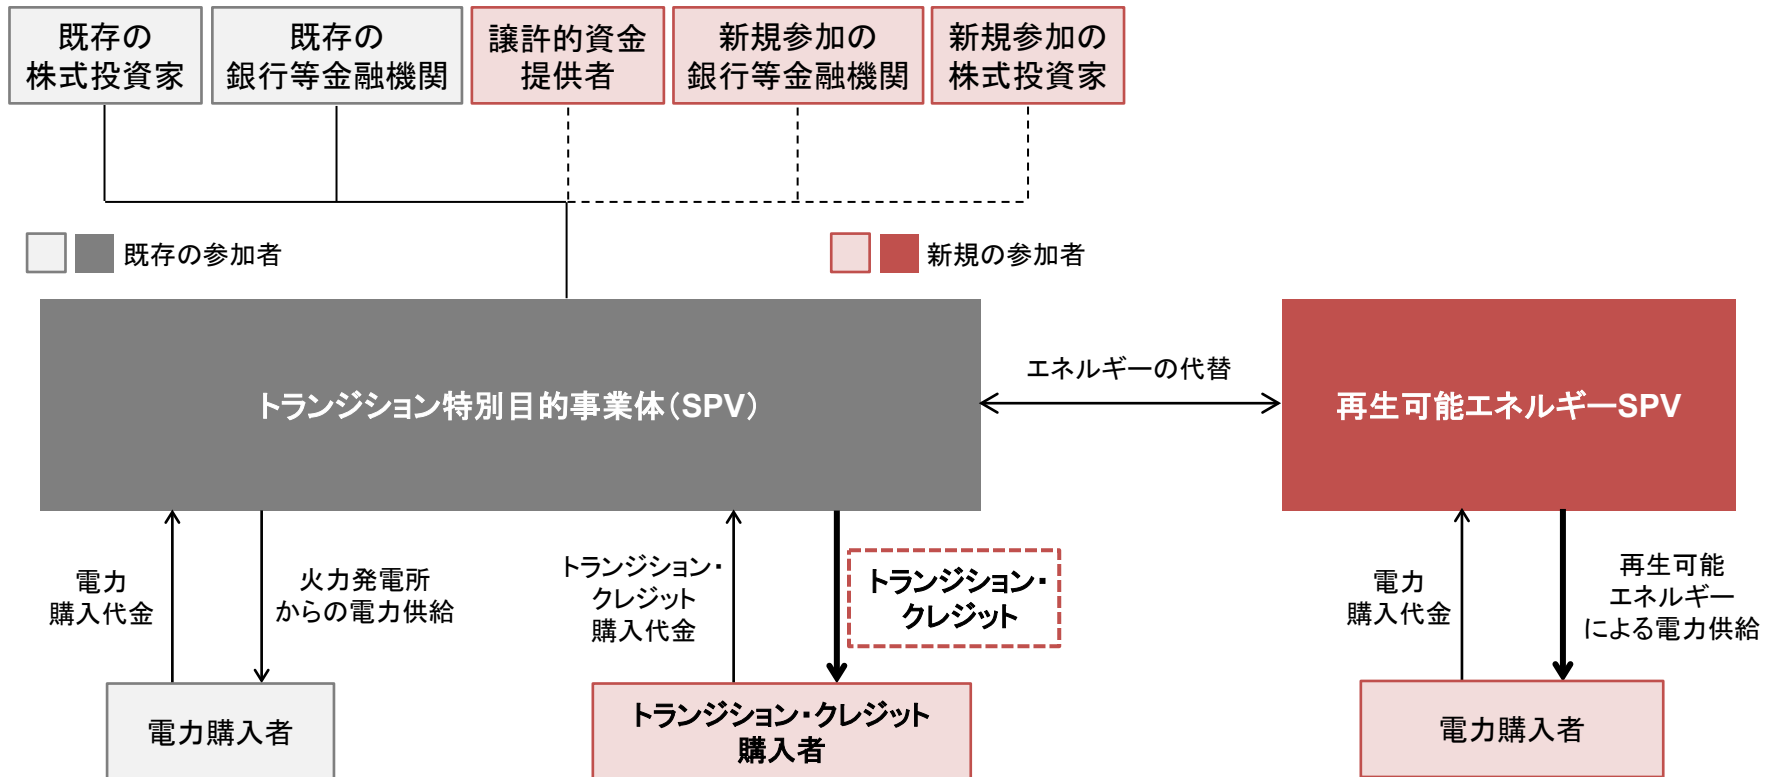 既存の
株式投資家
既存の
銀行等金融機関
譲許的資金
提供者
新規参加の
銀行等金融機関
新規参加の
株式投資家
既存の参加者
新規の参加者
トランジション特別目的事業体（SPV）
エネルギーの代替
再生可能エネルギーSPV
電力
購入代金
火力発電所
からの電力供給
トランジション・
クレジット
購入代金
トランジション・
クレジット
電力
購入代金
再生可能
エネルギー
による電力供給
電力購入者
トランジション・クレジット
購入者
電力購入者